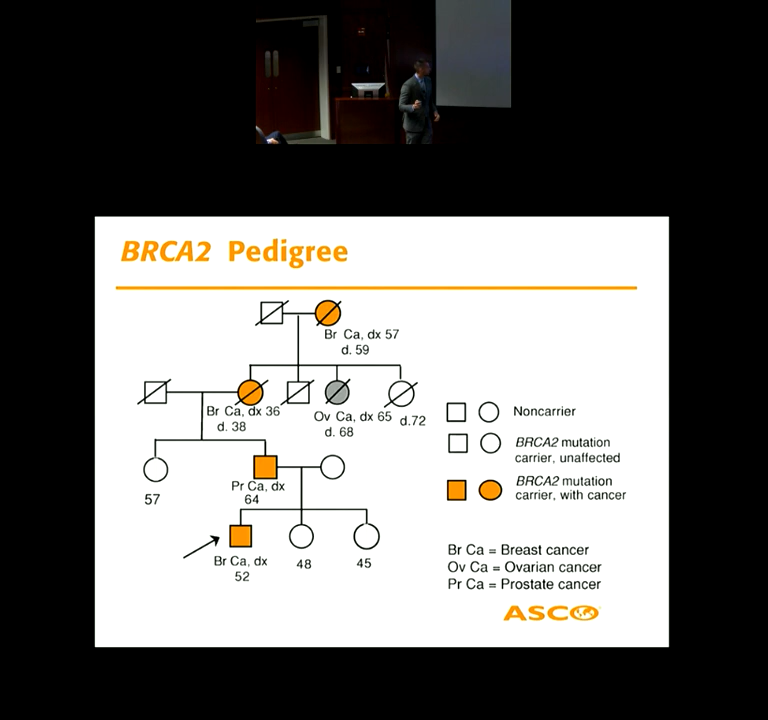 BRCA2 Pedigree
Br Ca, dx 57
d. 59
Br Ca, dx 36
d. 38
Ov Ca, dx 65
d. 68
d.72
57
Pr Ca, dx
64
Br Ca, dx
52
48
45
Noncarrier
BRCA2 mutation
carrier, unaffected
BRCA2 mutation
carrier, with cancer
Br Ca = Breast cancer
Ov Ca = Ovarian cancer
Pr Ca = Prostate cancer
ASCO